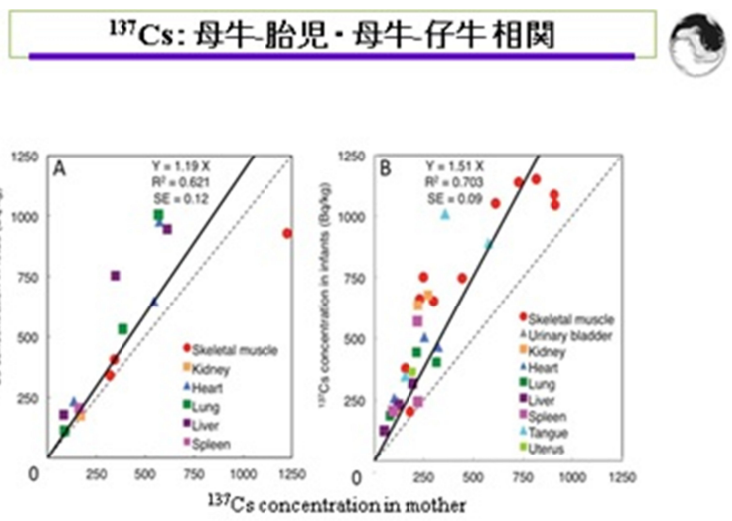 ¹³⁷Cs: 母牛-胎児・母牛-仔牛 相関
A
Y = 1.19 X
R² = 0.621
SE = 0.12
1250
1000
750
500
250
0
250
500
750
1000
1250
Skeletal muscle
Kidney
Heart
Lung
Liver
Spleen
B
Y = 1.51 X
R² = 0.703
SE = 0.09
¹³⁷Cs concentration in infants (Bq/kg)
1250
1000
750
500
250
0
250
500
750
1000
1250
Skeletal muscle
Urinary bladder
Kidney
Heart
Lung
Liver
Spleen
Tangue
Uterus
¹³⁷Cs concentration in mother